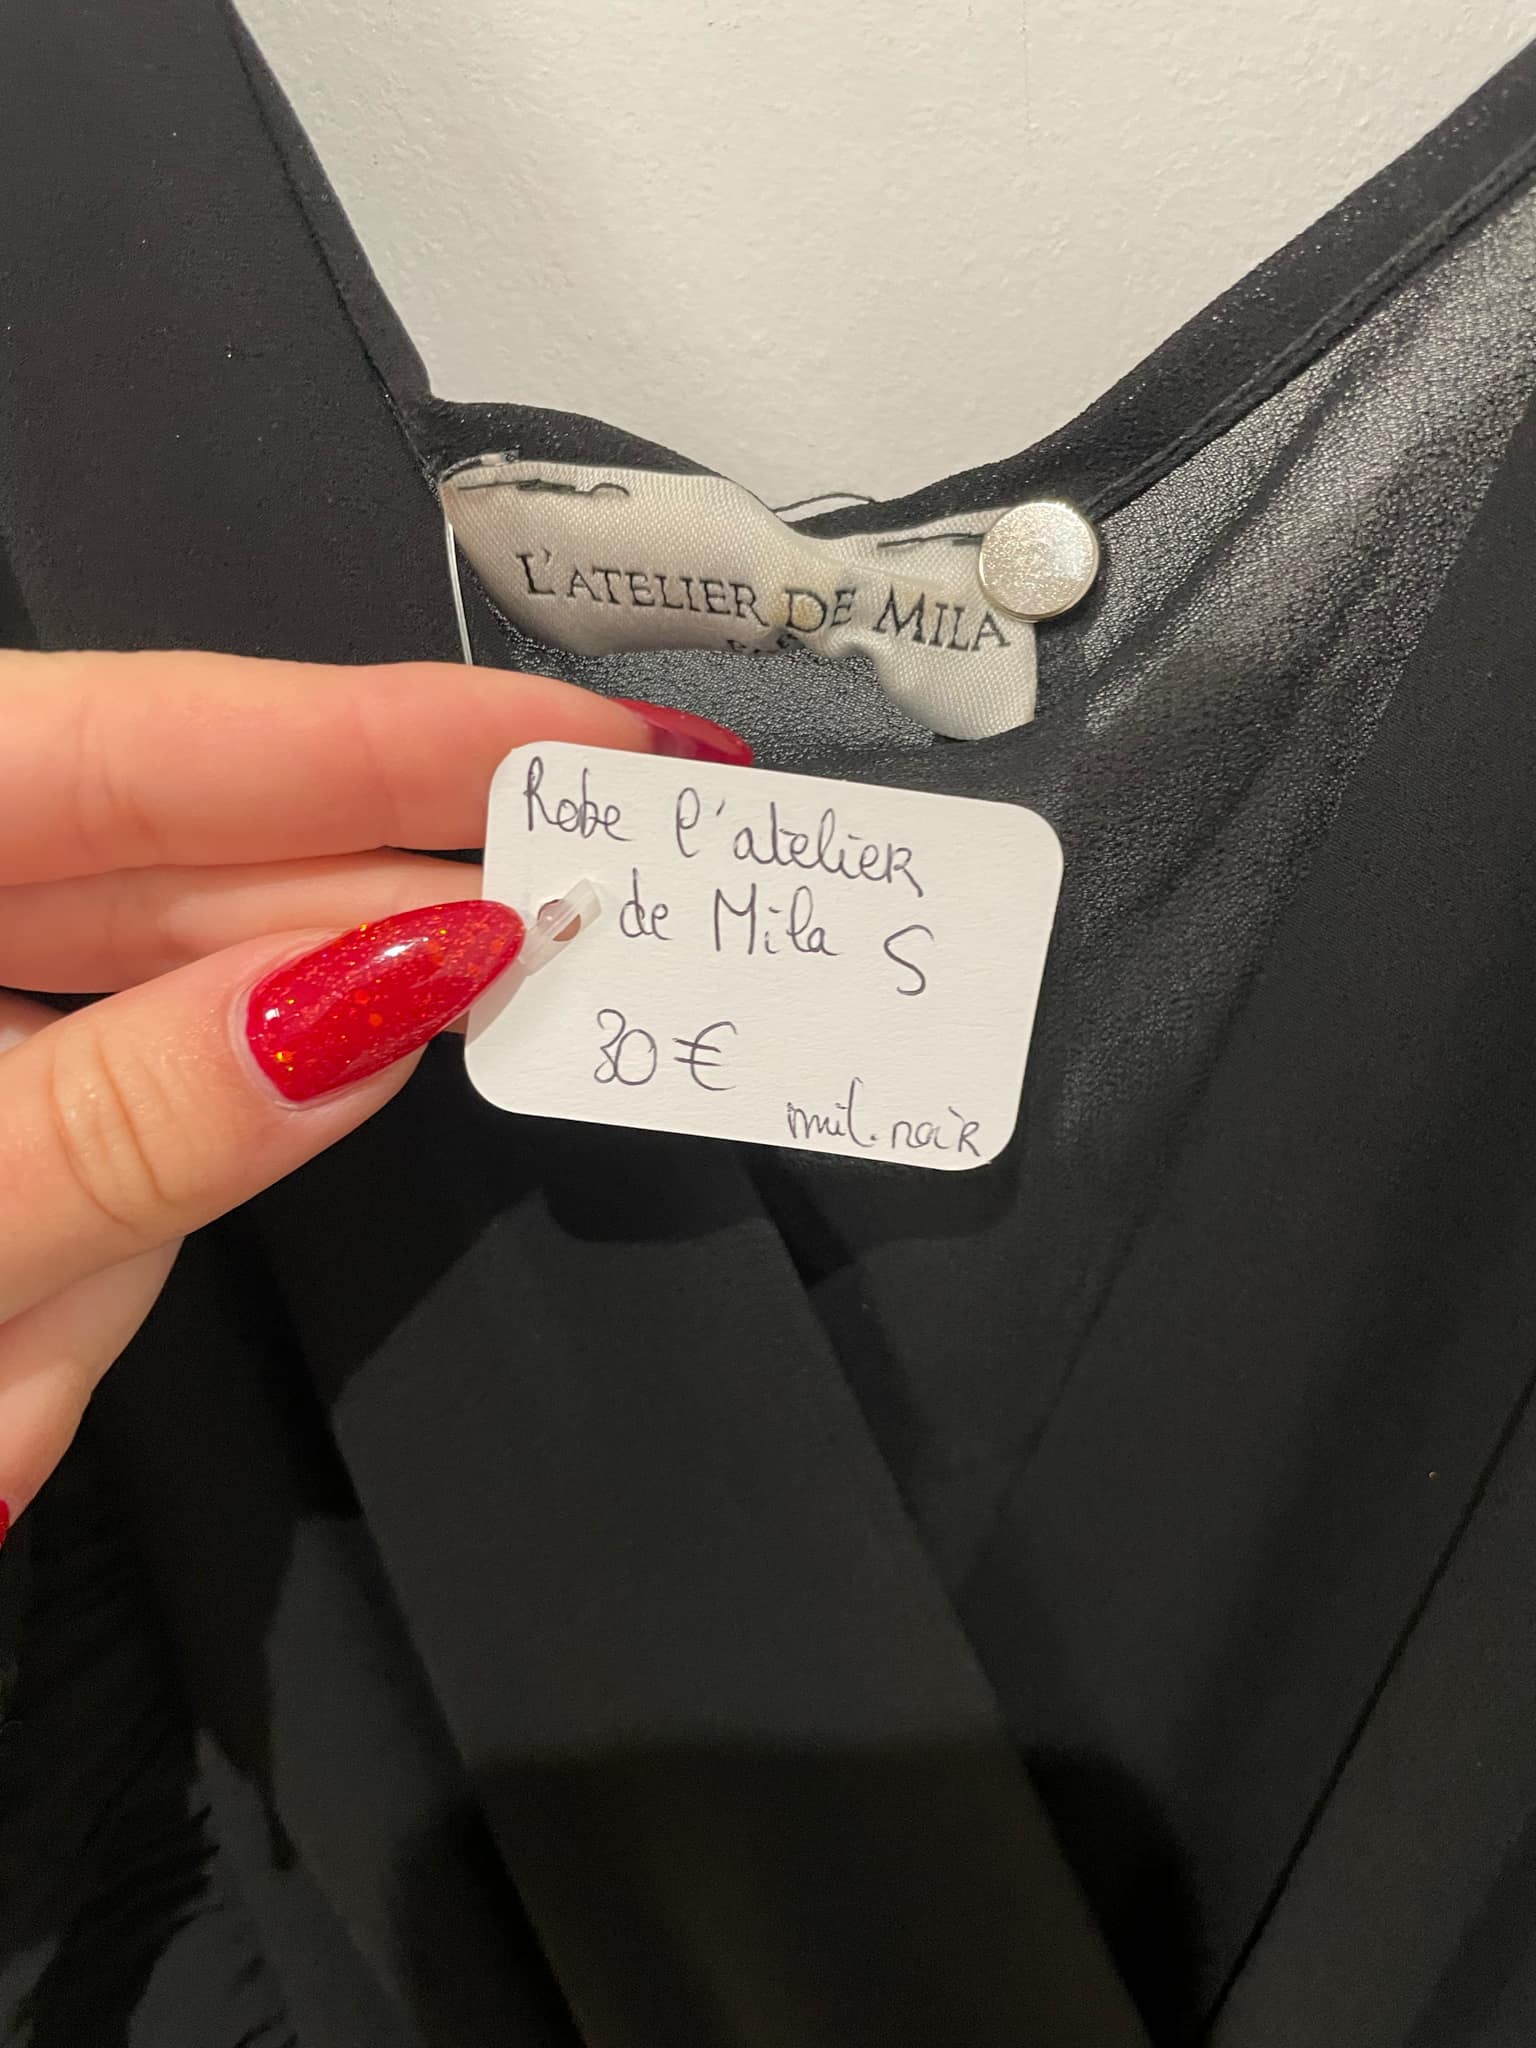 L'ATELIER DE MILA
Robe l'atelier
de Mila S
30 €
mil. noir